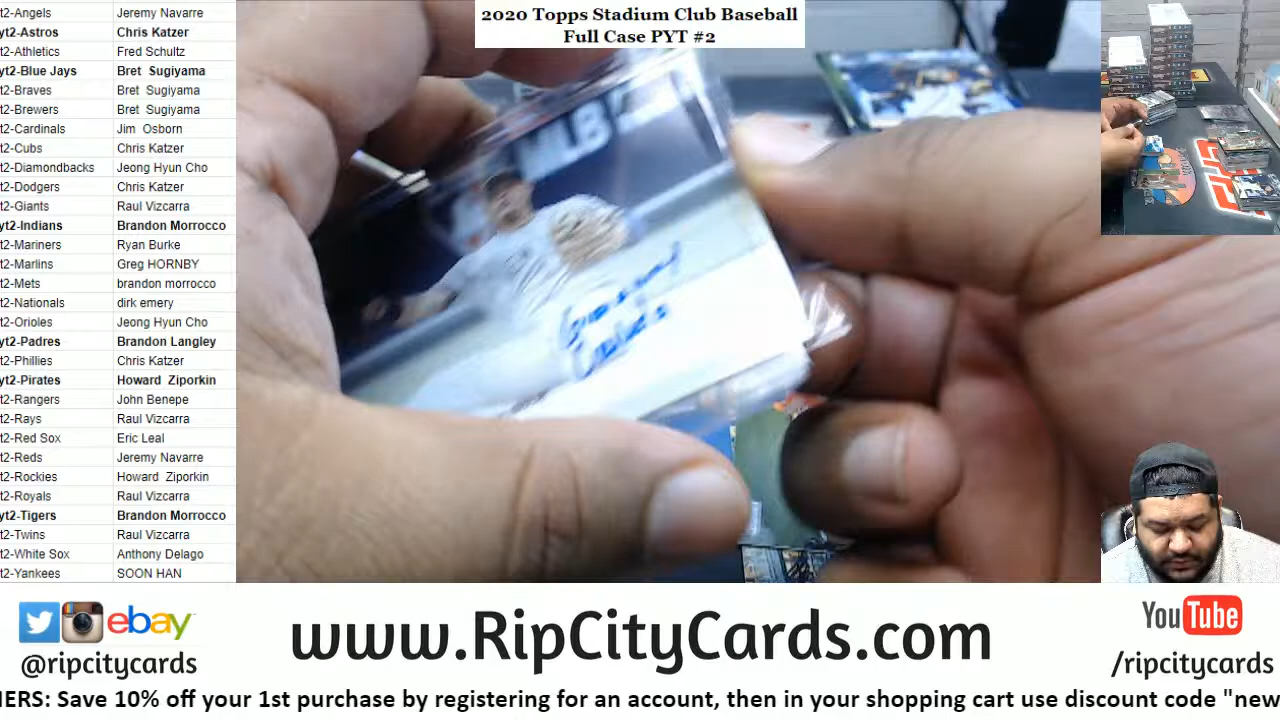 2020 Topps Stadium Club Baseball
Full Case PYT #2
t2-Angels Jeremy Navarre
yt2-Astros Chris Katzer
t2-Athletics Fred Schultz
yt2-Blue Jays Bret Sugiyama
t2-Braves Bret Sugiyama
t2-Brewers Bret Sugiyama
t2-Cardinals Jim Osborn
t2-Cubs Chris Katzer
t2-Diamondbacks Jeong Hyun Cho
t2-Dodgers Chris Katzer
t2-Giants Raul Vizcarra
yt2-Indians Brandon Morrocco
t2-Mariners Ryan Burke
t2-Marlins Greg HORNBY
t2-Mets brandon morrocco
t2-Nationals dirk emery
t2-Orioles Jeong Hyun Cho
yt2-Padres Brandon Langley
t2-Phillies Chris Katzer
yt2-Pirates Howard Ziporkin
t2-Rangers John Benepe
t2-Rays Raul Vizcarra
t2-Red Sox Eric Leal
t2-Reds Jeremy Navarre
t2-Rockies Howard Ziporkin
t2-Royals Raul Vizcarra
yt2-Tigers Brandon Morrocco
t2-Twins Raul Vizcarra
t2-White Sox Anthony Delago
t2-Yankees SOON HAN
MLB
ebay
@ripcitycards
www.RipCityCards.com
YouTube
/ripcitycards
IERS: Save 10% off your 1st purchase by registering for an account, then in your shopping cart use discount code "new